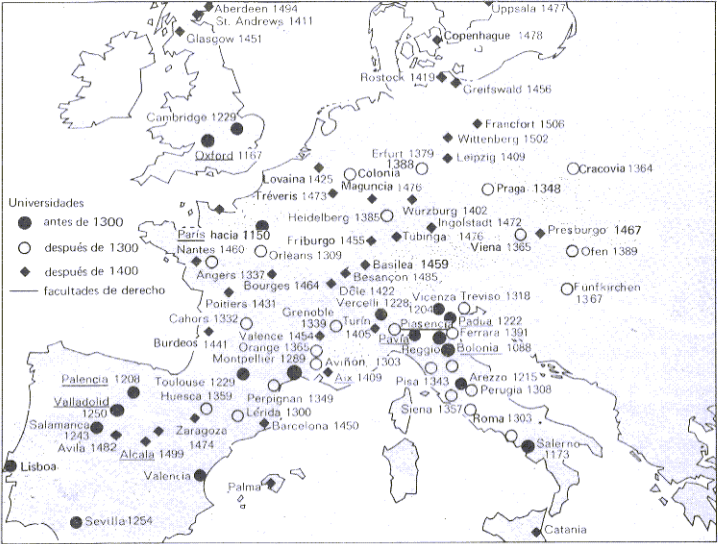 Aberdeen 1494
St. Andrews 1411
Glasgow 1451
Uppsala 1477
Copenhague 1478
Rostock 1419
Greifswald 1456
Cambridge 1229
Oxford 1167
Francfort 1506
Wittenberg 1502
Erfurt 1379
1388
Leipzig 1409
Lovaina 1425
Colonia
Cracovia 1364
Tréveris 1473
Maguncia 1476
Praga 1348
Universidades
antes de 1300
después de 1300
después de 1400
facultades de derecho
Heidelberg 1385
Wurzburg 1402
Ingolstadt 1472
París hacia 1150
Nantes 1460
Orleáns 1309
Friburgo 1455
Tubinga 1476
Viena 1365
Presburgo 1467
Ofen 1389
Angers 1337
Bourges 1464
Basilea 1459
Besançon 1485
Dôle 1422
Fünfkirchen
1367
Poitiers 1431
Vercelli 1228
Vicenza
1204
Treviso 1318
Cahors 1332
Grenoble
1339
Turín
1405
Piasencia
Padua 1222
Burdeos 1441
Valence 1454
Pavía
Ferrara 1391
Orange 1365
Reggio
Bolonia 1088
Montpellier 1289
Aviñón 1303
Palencia 1208
Toulouse 1229
Aix 1409
Pisa 1343
Arezzo 1215
Huesca 1359
Perpignan 1349
Perugia 1308
Valladolid
1250
Lérida 1300
Siena 1357
Salamanca
1243
Zaragoza
1474
Barcelona 1450
Roma 1303
Avila 1482
Alcala 1499
Salerno
1173
Lisboa
Valencia
Palma
Sevilla 1254
Catania